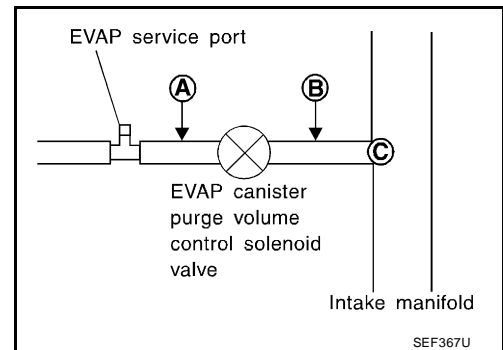 EVAP service port
A
B
C
EVAP canister
purge volume
control solenoid
valve
Intake manifold
SEF367U